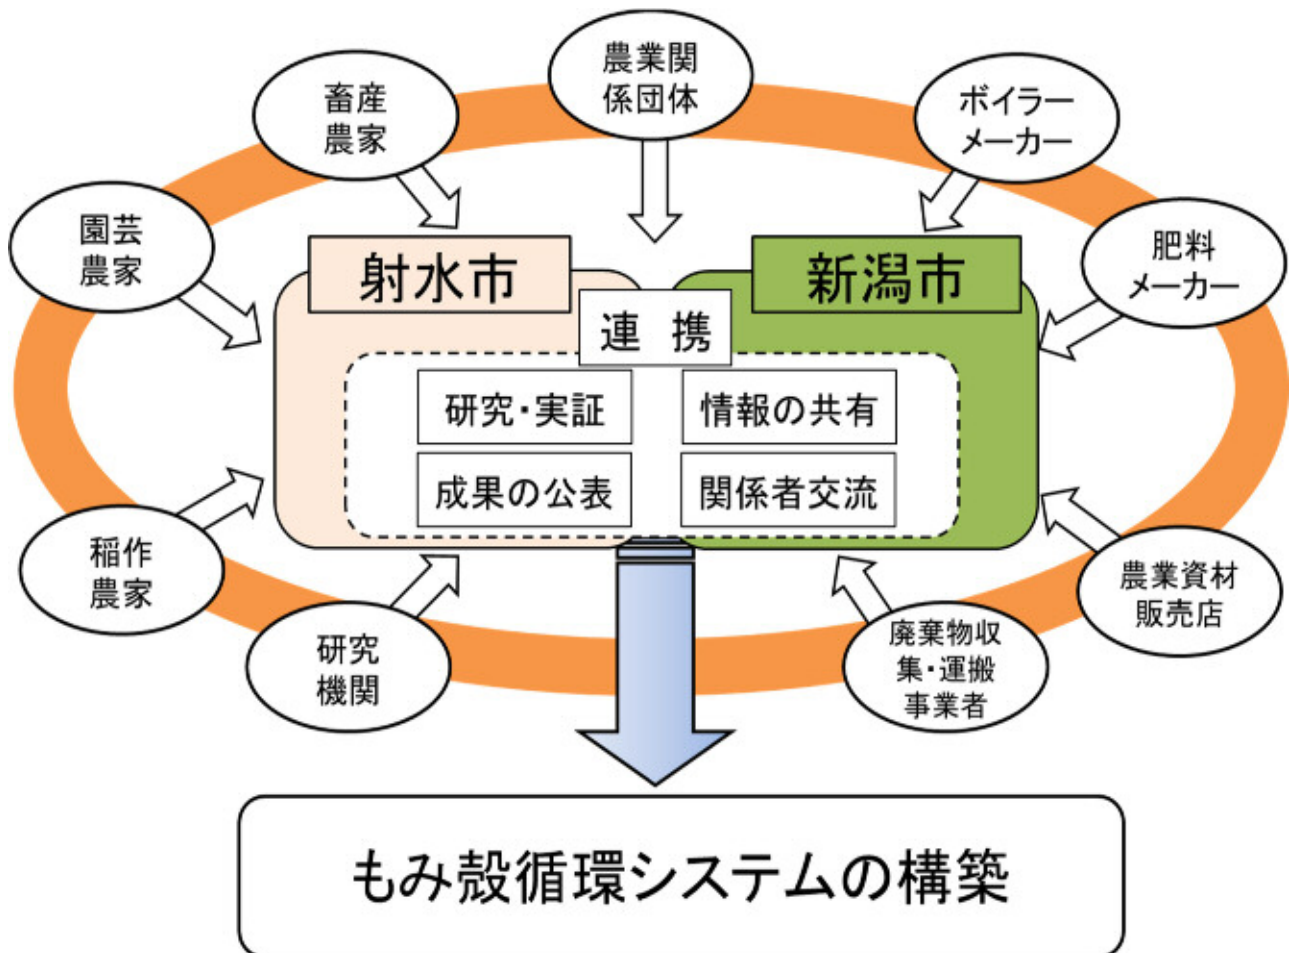 農業関
係団体
畜産
農家
ボイラー
メーカー
園芸
農家
肥料
メーカー
射水市
新潟市
連 携
研究・実証
情報の共有
成果の公表
関係者交流
稲作
農家
農業資材
販売店
研究
機関
廃棄物収
集・運搬
事業者
もみ殻循環システムの構築